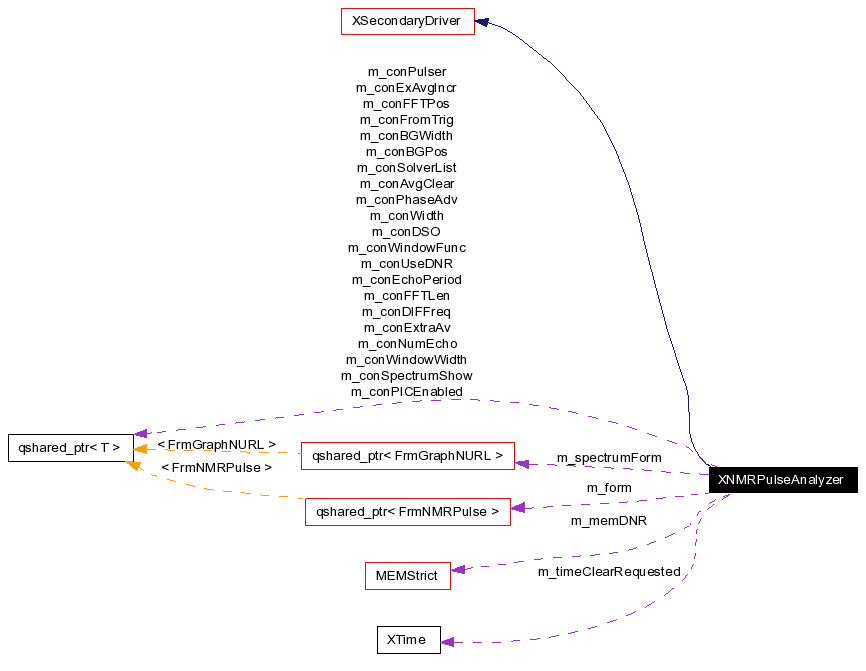 XSecondaryDriver
m_conPulser
m_conExAvgIncr
m_conFFTPos
m_conFromTrig
m_conBGWidth
m_conBGPos
m_conSolverList
m_conAvgClear
m_conPhaseAdv
m_conWidth
m_conDSO
m_conWindowFunc
m_conUseDNR
m_conEchoPeriod
m_conFFTLen
m_conDIFFreq
m_conExtraAv
m_conNumEcho
m_conWindowWidth
m_conSpectrumShow
m_conPICEnabled
qshared_ptr< T >
< FrmGraphNURL >
< FrmNMRPulse >
qshared_ptr< FrmGraphNURL >
m_spectrumForm
XNMRPulseAnalyzer
m_form
qshared_ptr< FrmNMRPulse >
m_memDNR
MEMStrict
m_timeClearRequested
XTime